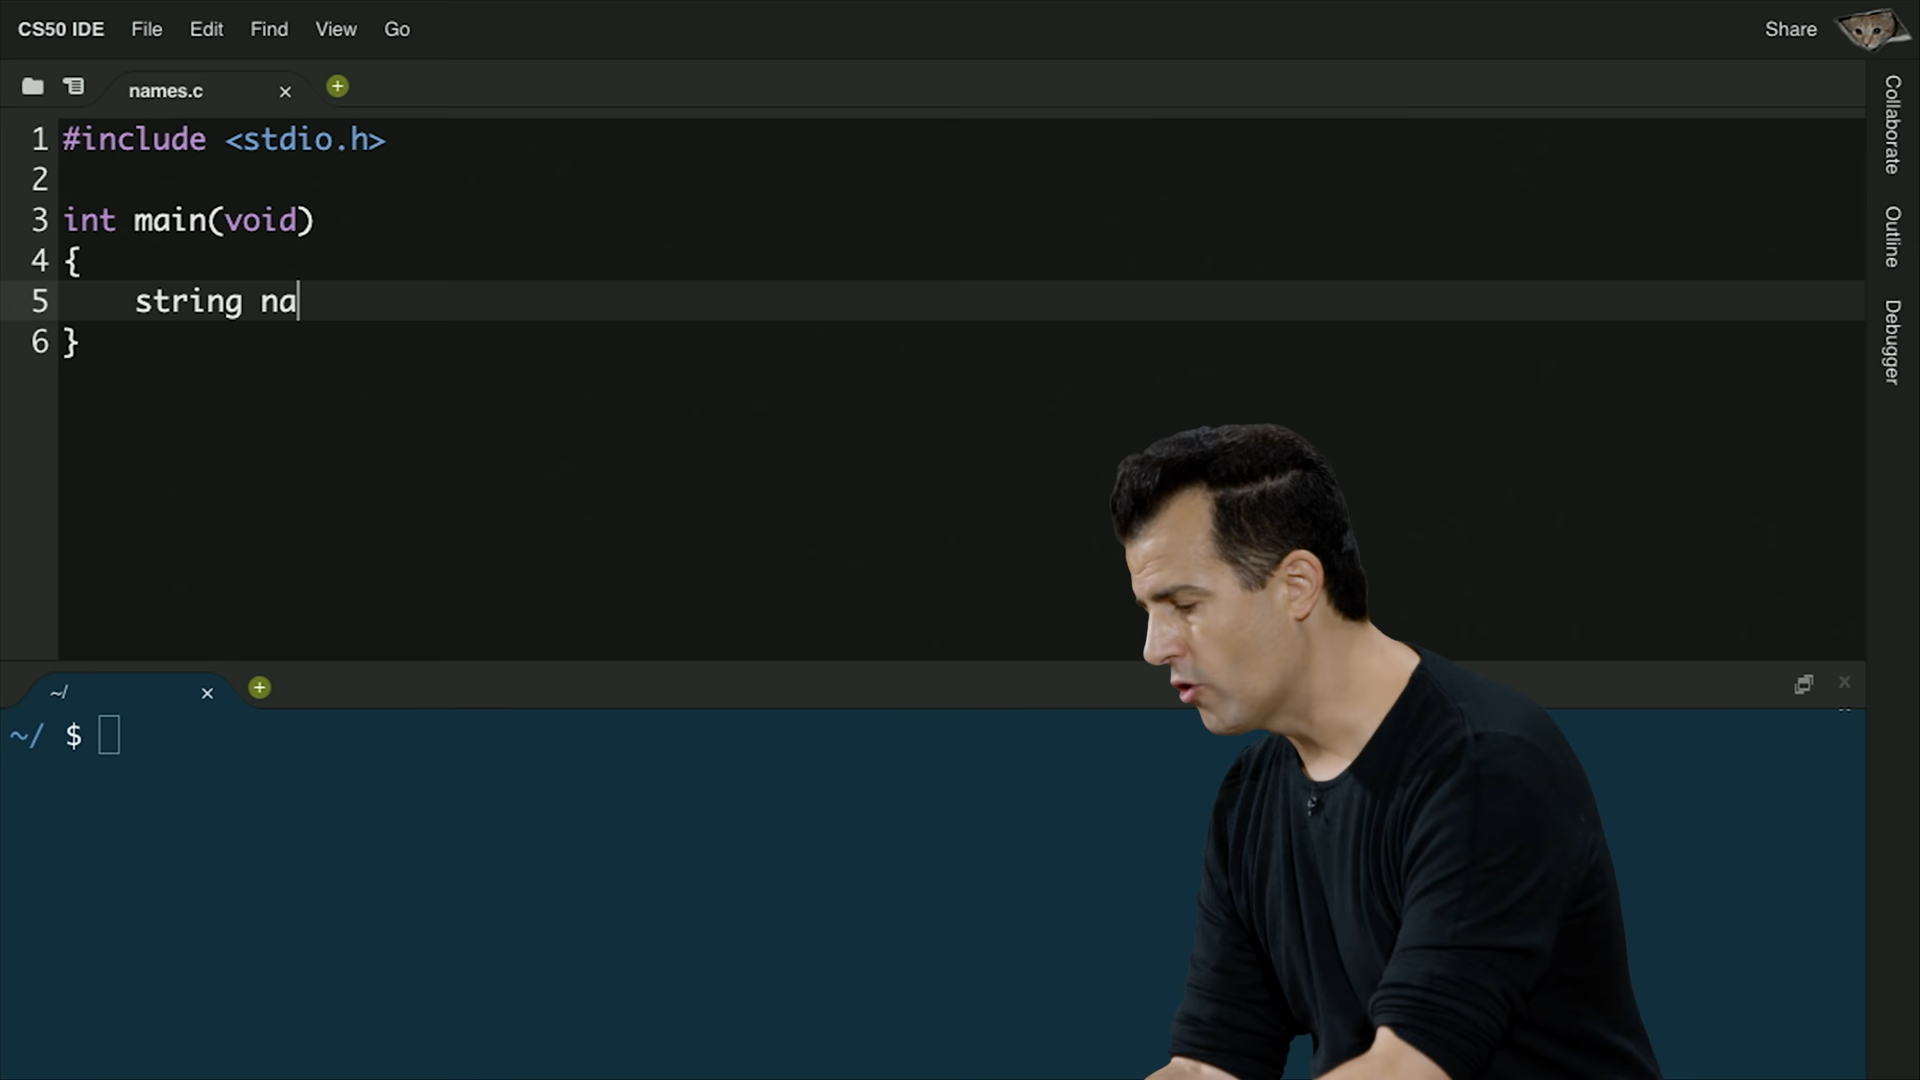 CS50 IDE File Edit Find View Go Share
names.c
1 #include <stdio.h>
2
3 int main(void)
4 {
5     string na
6 }
Collaborate
Outline
Debugger
~/
~/ $